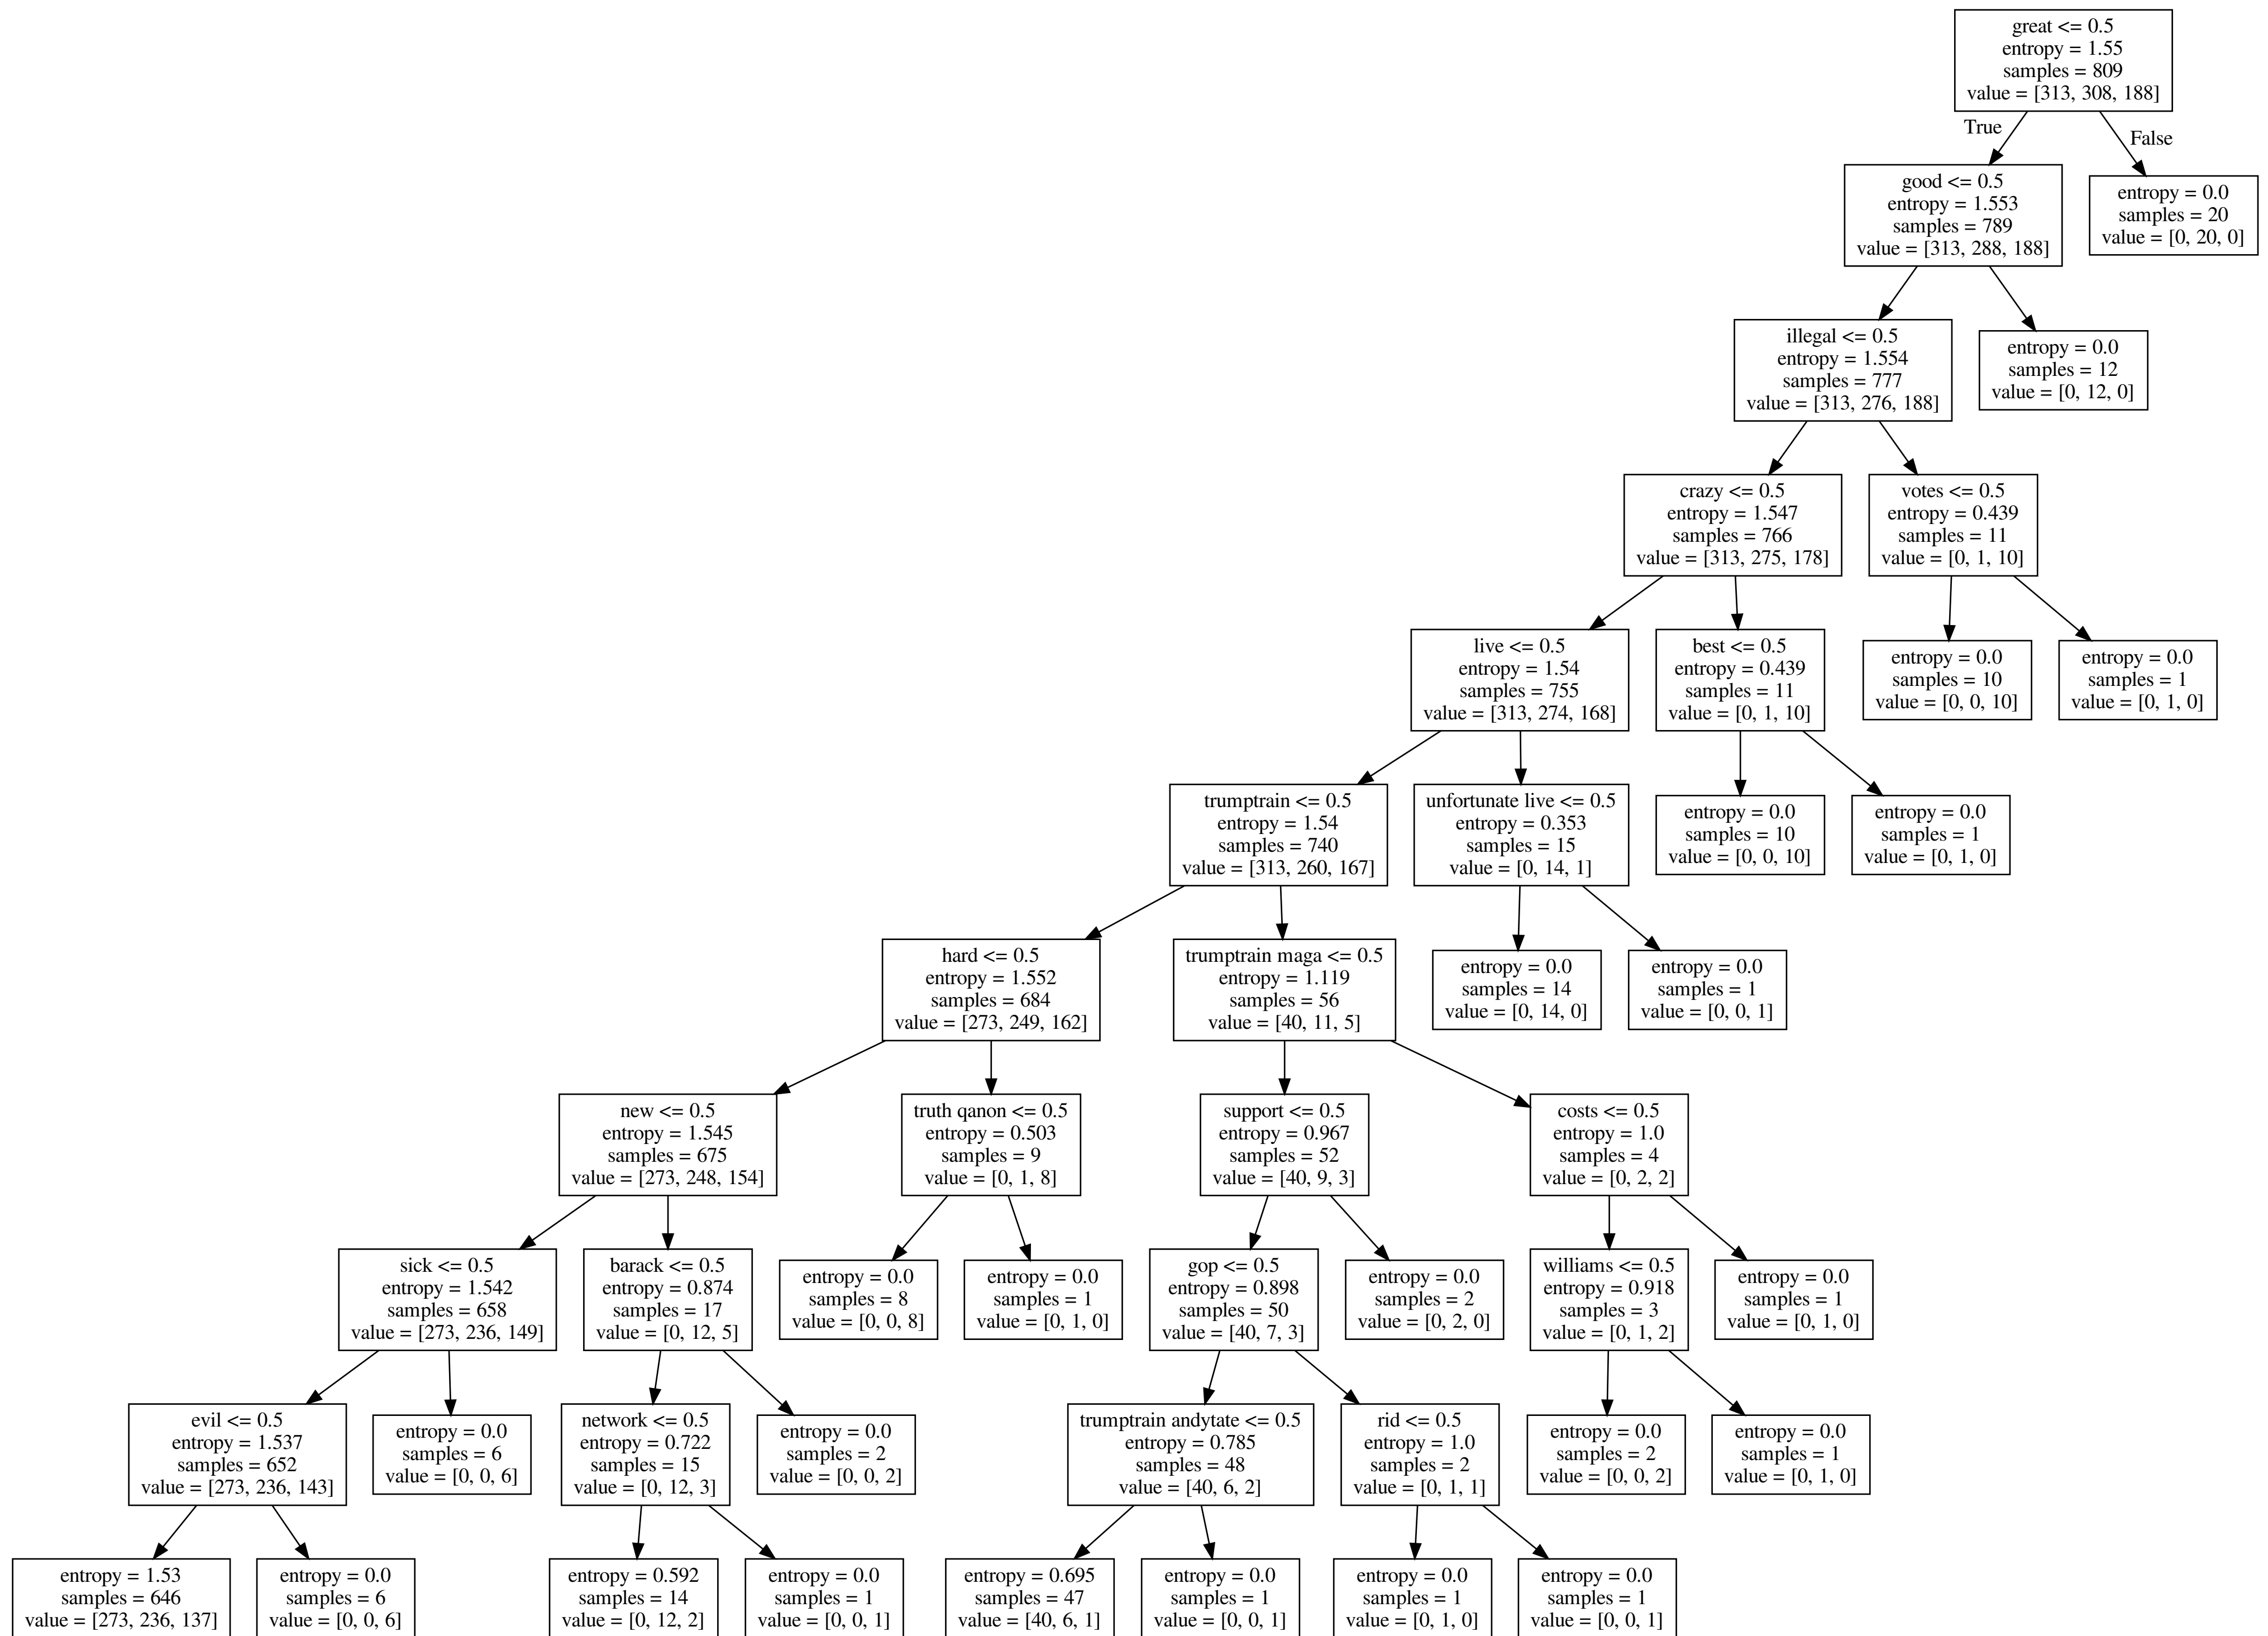 great <= 0.5
entropy = 1.55
samples = 809
value = [313, 308, 188]
True
False
good <= 0.5
entropy = 1.553
samples = 789
value = [313, 288, 188]
entropy = 0.0
samples = 20
value = [0, 20, 0]
illegal <= 0.5
entropy = 1.554
samples = 777
value = [313, 276, 188]
entropy = 0.0
samples = 12
value = [0, 12, 0]
crazy <= 0.5
entropy = 1.547
samples = 766
value = [313, 275, 178]
votes <= 0.5
entropy = 0.439
samples = 11
value = [0, 1, 10]
live <= 0.5
entropy = 1.54
samples = 755
value = [313, 274, 168]
best <= 0.5
entropy = 0.439
samples = 11
value = [0, 1, 10]
entropy = 0.0
samples = 10
value = [0, 0, 10]
entropy = 0.0
samples = 1
value = [0, 1, 0]
trumptrain <= 0.5
entropy = 1.54
samples = 740
value = [313, 260, 167]
unfortunate live <= 0.5
entropy = 0.353
samples = 15
value = [0, 14, 1]
entropy = 0.0
samples = 10
value = [0, 0, 10]
entropy = 0.0
samples = 1
value = [0, 1, 0]
hard <= 0.5
entropy = 1.552
samples = 684
value = [273, 249, 162]
trumptrain maga <= 0.5
entropy = 1.119
samples = 56
value = [40, 11, 5]
entropy = 0.0
samples = 14
value = [0, 14, 0]
entropy = 0.0
samples = 1
value = [0, 0, 1]
new <= 0.5
entropy = 1.545
samples = 675
value = [273, 248, 154]
truth qanon <= 0.5
entropy = 0.503
samples = 9
value = [0, 1, 8]
support <= 0.5
entropy = 0.967
samples = 52
value = [40, 9, 3]
costs <= 0.5
entropy = 1.0
samples = 4
value = [0, 2, 2]
sick <= 0.5
entropy = 1.542
samples = 658
value = [273, 236, 149]
barack <= 0.5
entropy = 0.874
samples = 17
value = [0, 12, 5]
entropy = 0.0
samples = 8
value = [0, 0, 8]
entropy = 0.0
samples = 1
value = [0, 1, 0]
gop <= 0.5
entropy = 0.898
samples = 50
value = [40, 7, 3]
entropy = 0.0
samples = 2
value = [0, 2, 0]
williams <= 0.5
entropy = 0.918
samples = 3
value = [0, 1, 2]
entropy = 0.0
samples = 1
value = [0, 1, 0]
evil <= 0.5
entropy = 1.537
samples = 652
value = [273, 236, 143]
entropy = 0.0
samples = 6
value = [0, 0, 6]
network <= 0.5
entropy = 0.722
samples = 15
value = [0, 12, 3]
entropy = 0.0
samples = 2
value = [0, 0, 2]
trumptrain andytate <= 0.5
entropy = 0.785
samples = 48
value = [40, 6, 2]
rid <= 0.5
entropy = 1.0
samples = 2
value = [0, 1, 1]
entropy = 0.0
samples = 2
value = [0, 0, 2]
entropy = 0.0
samples = 1
value = [0, 1, 0]
entropy = 1.53
samples = 646
value = [273, 236, 137]
entropy = 0.0
samples = 6
value = [0, 0, 6]
entropy = 0.592
samples = 14
value = [0, 12, 2]
entropy = 0.0
samples = 1
value = [0, 0, 1]
entropy = 0.695
samples = 47
value = [40, 6, 1]
entropy = 0.0
samples = 1
value = [0, 0, 1]
entropy = 0.0
samples = 1
value = [0, 1, 0]
entropy = 0.0
samples = 1
value = [0, 0, 1]